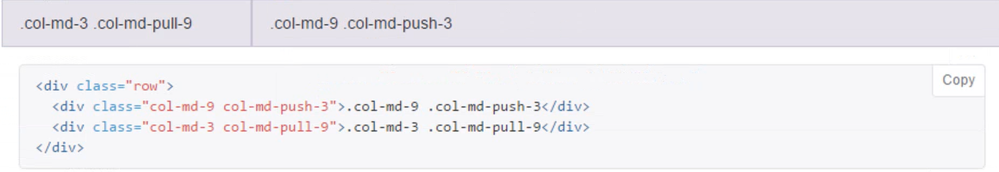 .col-md-3 .col-md-pull-9 .col-md-9 .col-md-push-3
Copy
<div class="row">
  <div class="col-md-9 col-md-push-3">.col-md-9 .col-md-push-3</div>
  <div class="col-md-3 col-md-pull-9">.col-md-3 .col-md-pull-9</div>
</div>